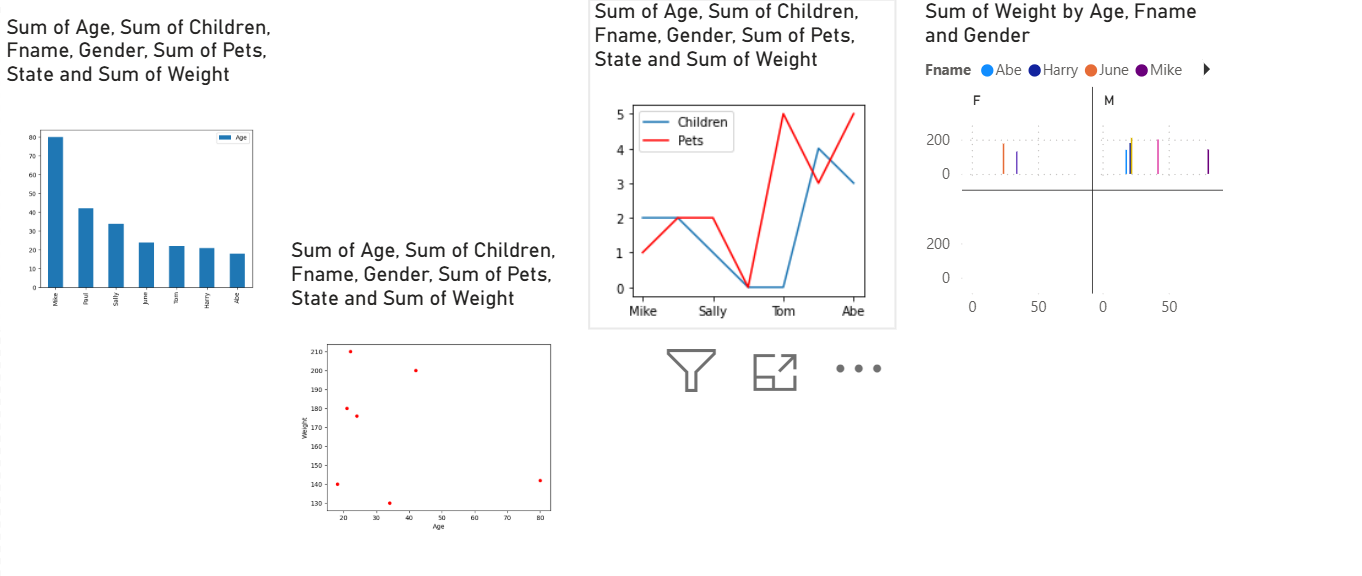 Sum of Age, Sum of Children,
Fname, Gender, Sum of Pets,
State and Sum of Weight
Age
80
70
60
50
40
30
20
10
0
Mike
Paul
Sally
June
Tom
Harry
Abe
Sum of Age, Sum of Children,
Fname, Gender, Sum of Pets,
State and Sum of Weight
210
200
190
180
170
160
150
140
130
Weight
20 30 40 50 60 70 80
Age
Sum of Age, Sum of Children,
Fname, Gender, Sum of Pets,
State and Sum of Weight
Children
Pets
5
4
3
2
1
0
Mike Sally Tom Abe
Sum of Weight by Age, Fname
and Gender
Fname Abe Harry June Mike
F M
200
0
200
0
0 50 0 50